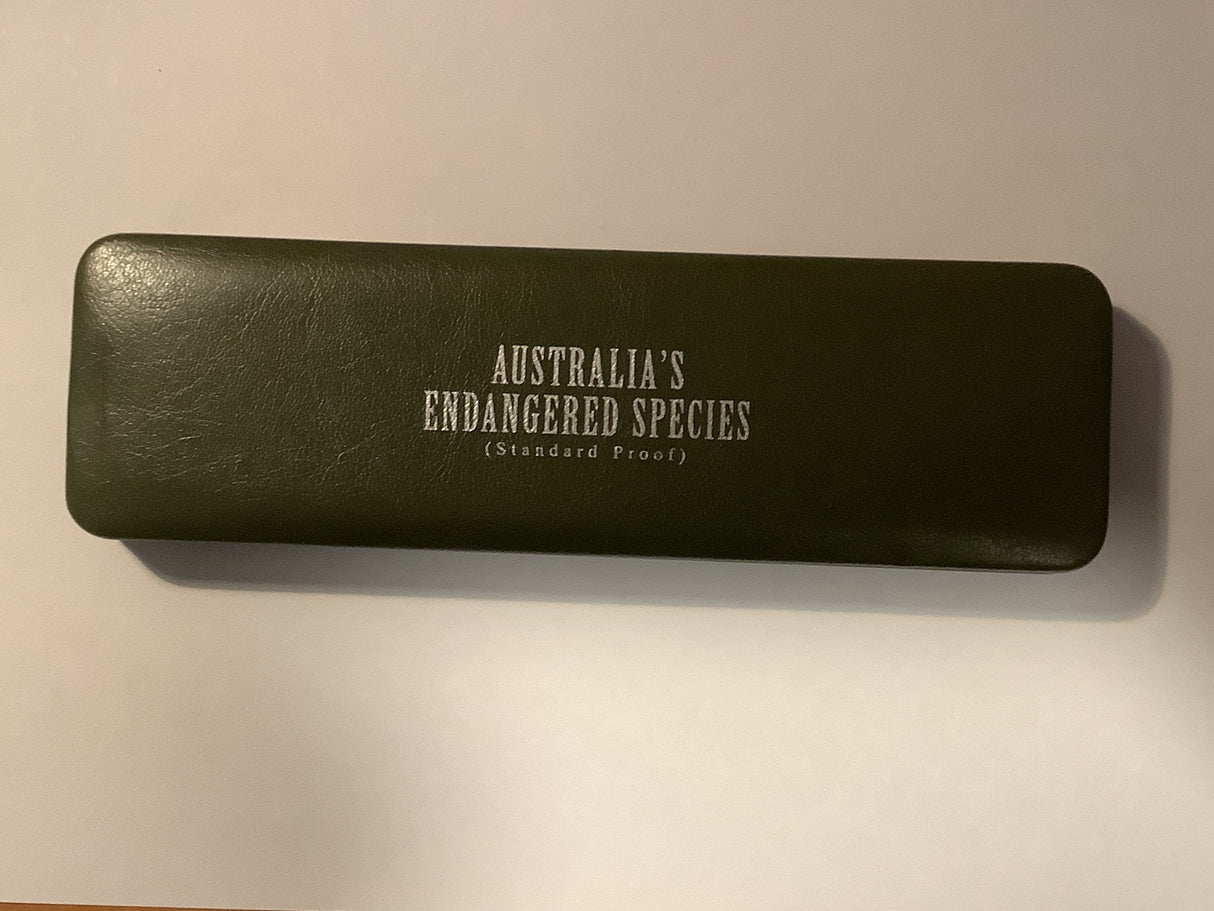 AUSTRALIA'S
ENDANGERED SPECIES
(Standard Proof)